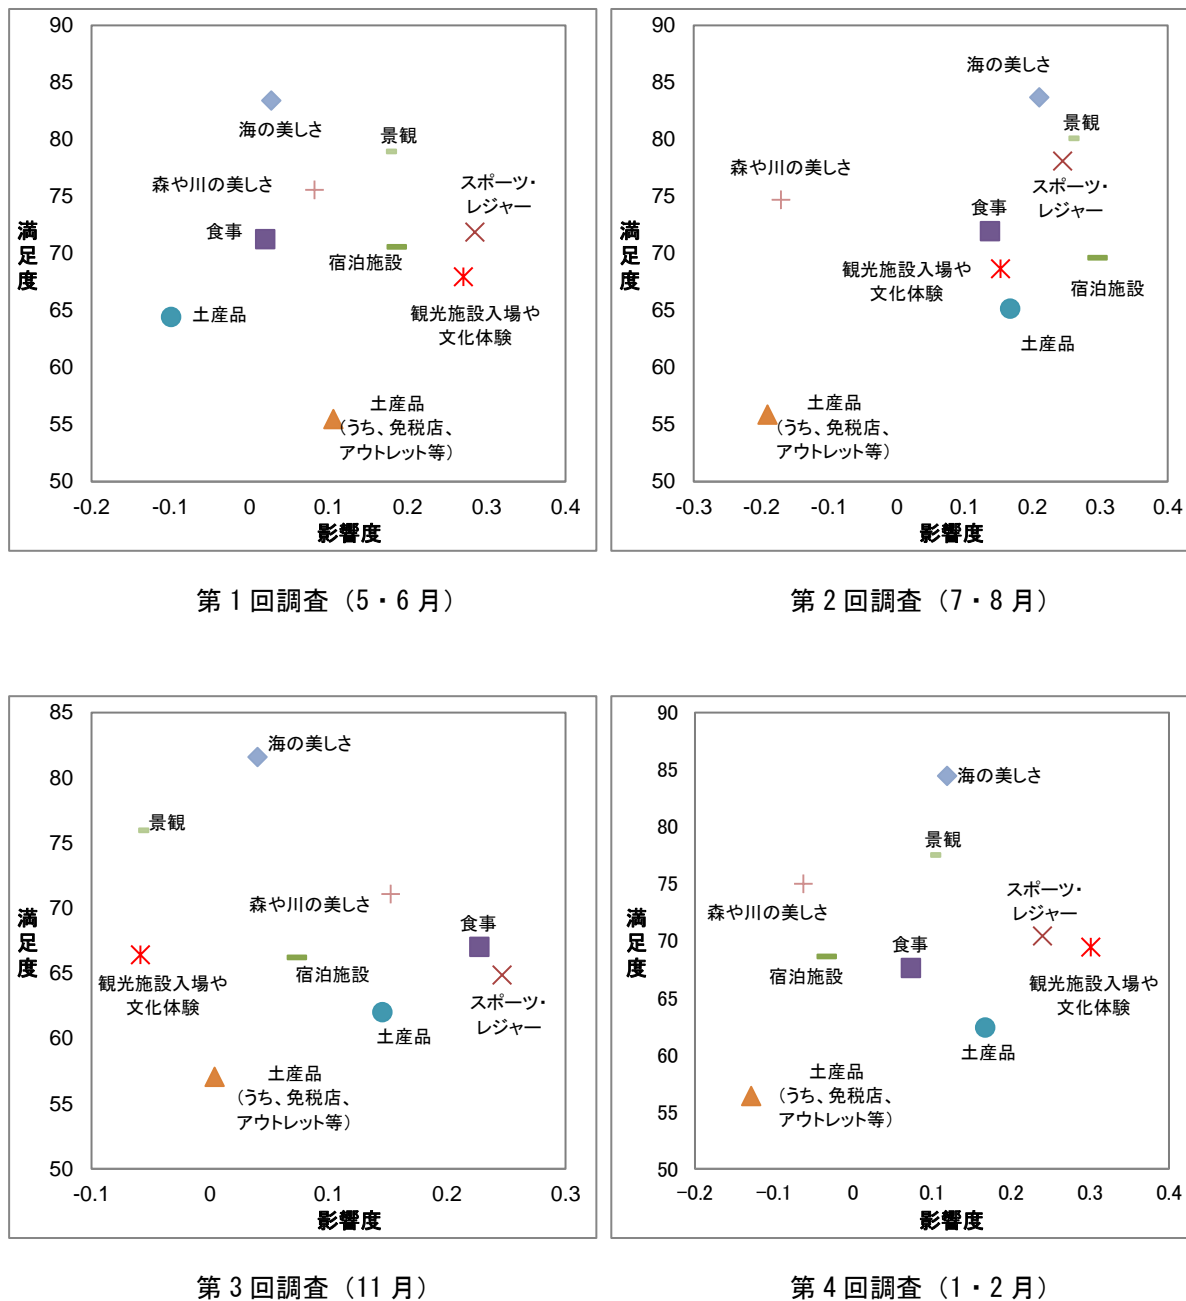 90
85
80
75
70
65
60
55
50
満足度
海の美しさ
景観
森や川の美しさ
スポーツ・
レジャー
食事
宿泊施設
観光施設入場や
文化体験
土産品
土産品
(うち、免税店、
アウトレット等)
-0.2
-0.1
0
0.1
0.2
0.3
0.4
影響度
第1回調査（5・6月）
90
85
80
75
70
65
60
55
50
満足度
海の美しさ
景観
森や川の美しさ
スポーツ・
レジャー
食事
観光施設入場や
文化体験
宿泊施設
土産品
土産品
(うち、免税店、
アウトレット等)
-0.3
-0.2
-0.1
0
0.1
0.2
0.3
0.4
影響度
第2回調査（7・8月）
85
80
75
70
65
60
55
50
満足度
海の美しさ
景観
森や川の美しさ
食事
観光施設入場や
文化体験
宿泊施設
スポーツ・
レジャー
土産品
土産品
(うち、免税店、
アウトレット等)
-0.1
0
0.1
0.2
0.3
影響度
第3回調査（11月）
90
85
80
75
70
65
60
55
50
満足度
海の美しさ
景観
スポーツ・
レジャー
森や川の美しさ
食事
宿泊施設
観光施設入場や
文化体験
土産品
土産品
(うち、免税店、
アウトレット等)
-0.2
-0.1
0
0.1
0.2
0.3
0.4
影響度
第4回調査（1・2月）